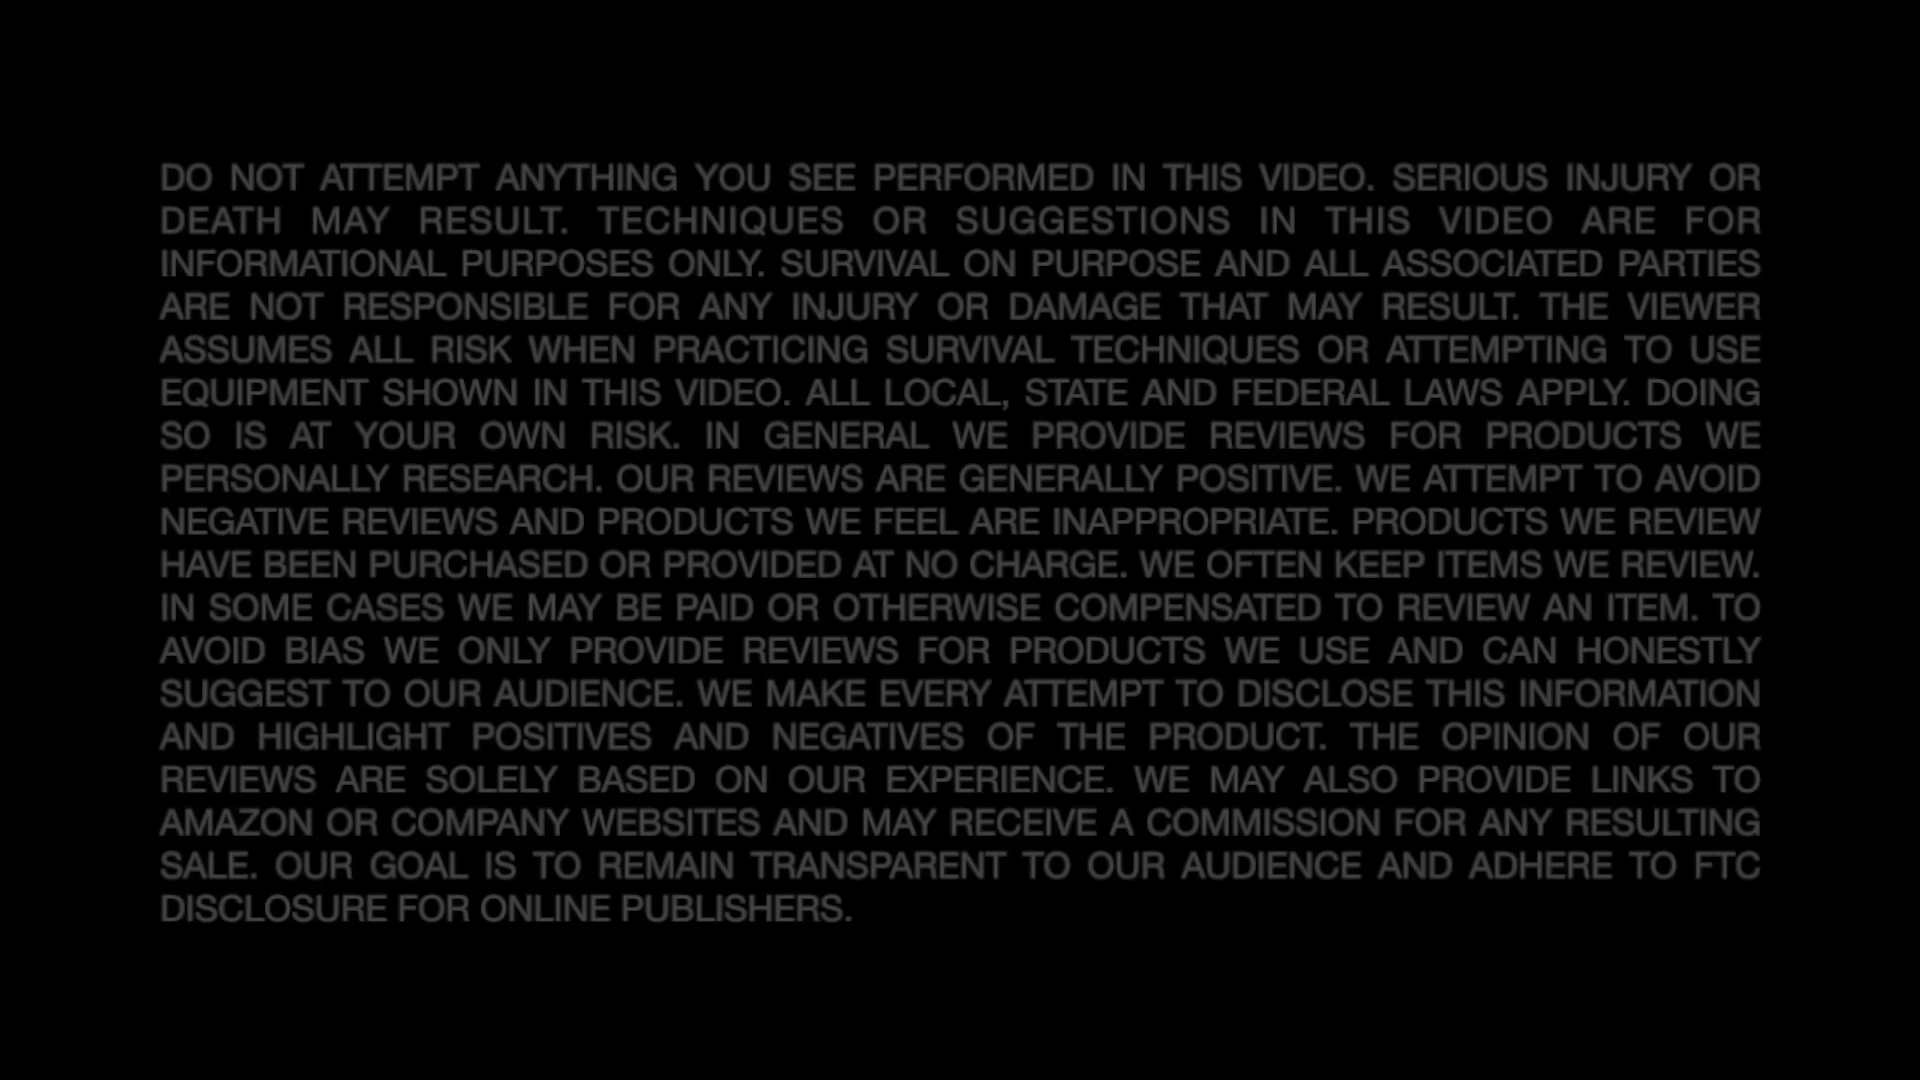 DO NOT ATTEMPT ANYTHING YOU SEE PERFORMED IN THIS VIDEO. SERIOUS INJURY OR
DEATH MAY RESULT. TECHNIQUES OR SUGGESTIONS IN THIS VIDEO ARE FOR
INFORMATIONAL PURPOSES ONLY. SURVIVAL ON PURPOSE AND ALL ASSOCIATED PARTIES
ARE NOT RESPONSIBLE FOR ANY INJURY OR DAMAGE THAT MAY RESULT. THE VIEWER
ASSUMES ALL RISK WHEN PRACTICING SURVIVAL TECHNIQUES OR ATTEMPTING TO USE
EQUIPMENT SHOWN IN THIS VIDEO. ALL LOCAL, STATE AND FEDERAL LAWS APPLY. DOING
SO IS AT YOUR OWN RISK. IN GENERAL WE PROVIDE REVIEWS FOR PRODUCTS WE
PERSONALLY RESEARCH. OUR REVIEWS ARE GENERALLY POSITIVE. WE ATTEMPT TO AVOID
NEGATIVE REVIEWS AND PRODUCTS WE FEEL ARE INAPPROPRIATE. PRODUCTS WE REVIEW
HAVE BEEN PURCHASED OR PROVIDED AT NO CHARGE. WE OFTEN KEEP ITEMS WE REVIEW.
IN SOME CASES WE MAY BE PAID OR OTHERWISE COMPENSATED TO REVIEW AN ITEM. TO
AVOID BIAS WE ONLY PROVIDE REVIEWS FOR PRODUCTS WE USE AND CAN HONESTLY
SUGGEST TO OUR AUDIENCE. WE MAKE EVERY ATTEMPT TO DISCLOSE THIS INFORMATION
AND HIGHLIGHT POSITIVES AND NEGATIVES OF THE PRODUCT. THE OPINION OF OUR
REVIEWS ARE SOLELY BASED ON OUR EXPERIENCE. WE MAY ALSO PROVIDE LINKS TO
AMAZON OR COMPANY WEBSITES AND MAY RECEIVE A COMMISSION FOR ANY RESULTING
SALE. OUR GOAL IS TO REMAIN TRANSPARENT TO OUR AUDIENCE AND ADHERE TO FTC
DISCLOSURE FOR ONLINE PUBLISHERS.